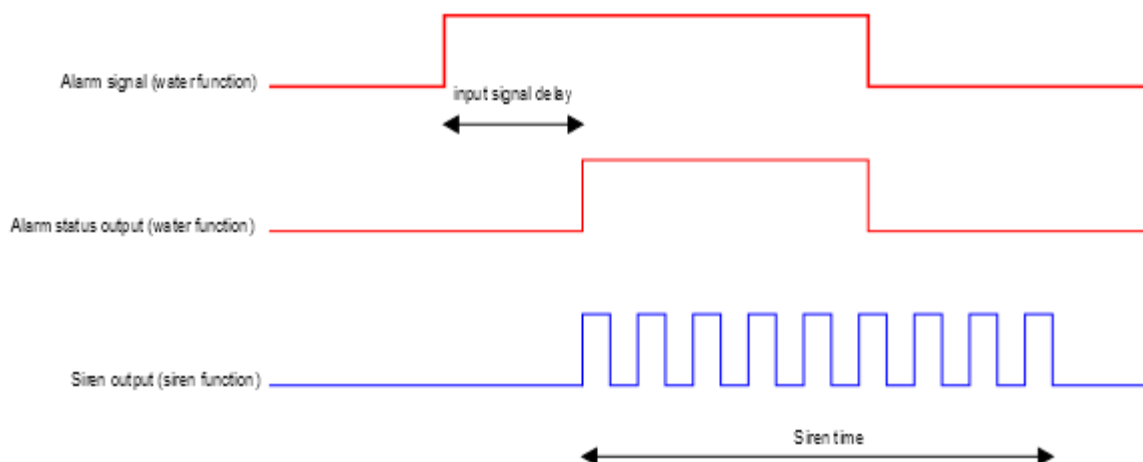 Alarm signal (water function)
input signal delay
Alarm status output (water function)
Siren output (siren function)
Siren time